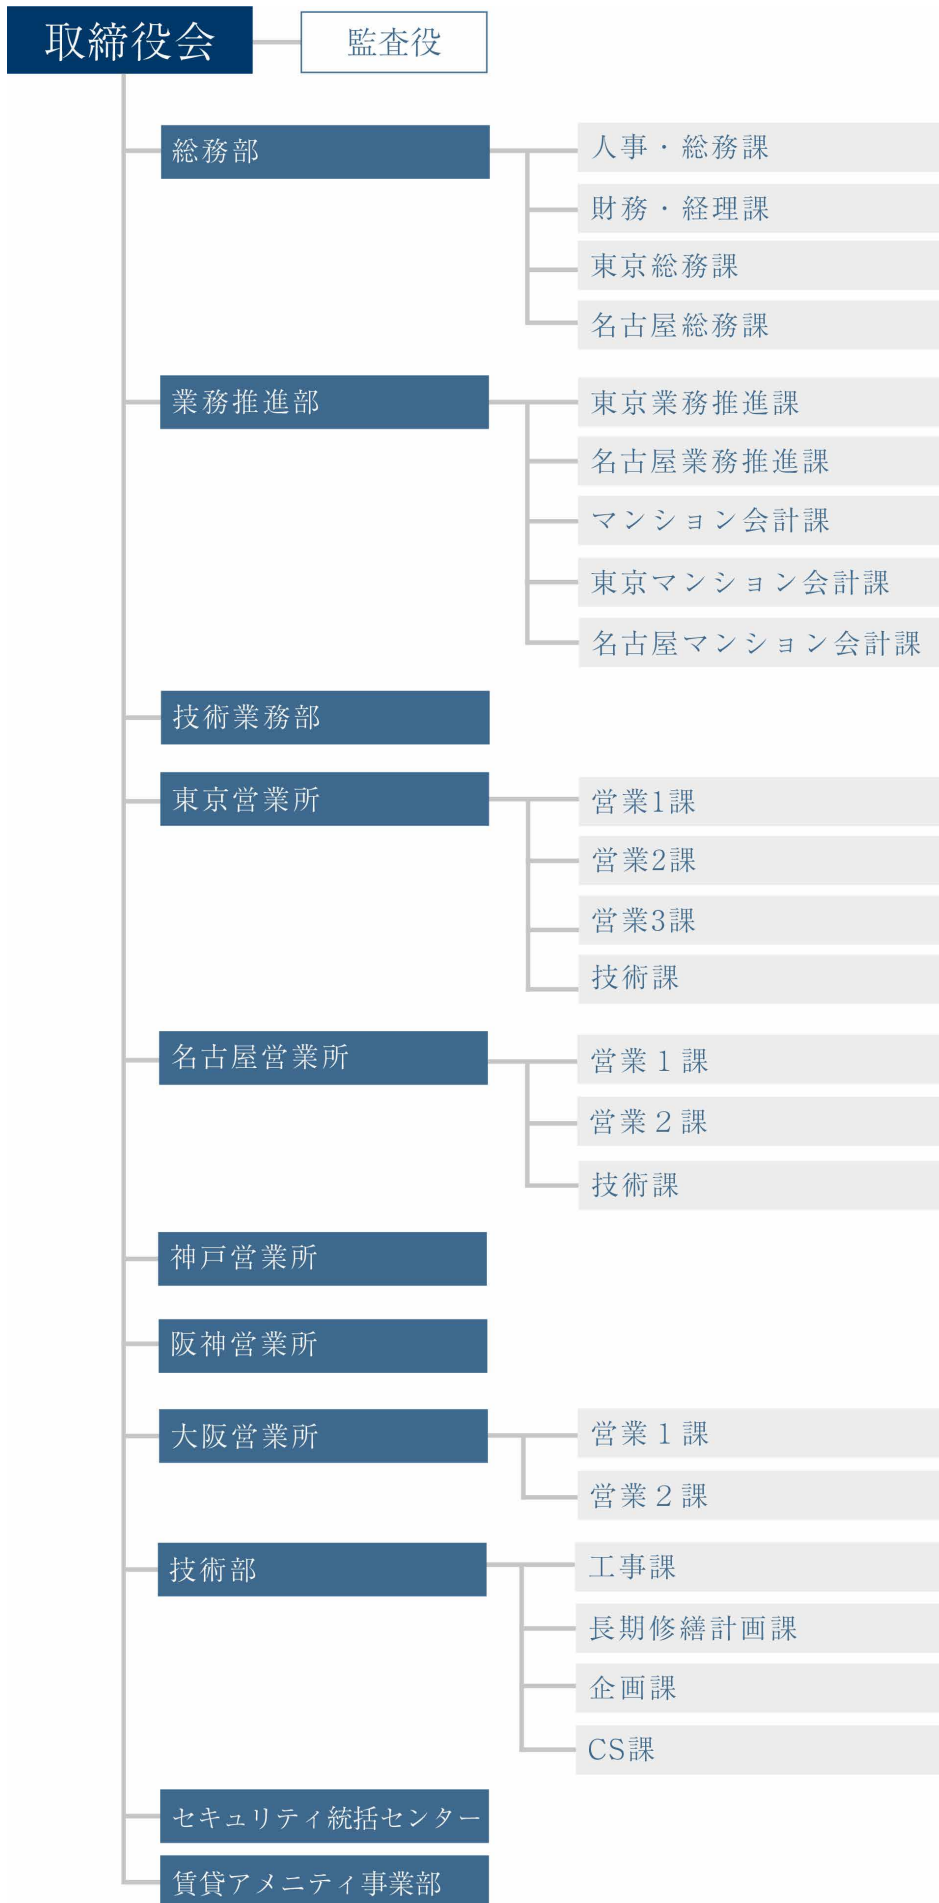 取締役会
監査役
総務部
人事・総務課
財務・経理課
東京総務課
名古屋総務課
業務推進部
東京業務推進課
名古屋業務推進課
マンション会計課
東京マンション会計課
名古屋マンション会計課
技術業務部
東京営業所
営業1課
営業2課
営業3課
技術課
名古屋営業所
営業１課
営業２課
技術課
神戸営業所
阪神営業所
大阪営業所
営業１課
営業２課
技術部
工事課
長期修繕計画課
企画課
CS課
セキュリティ統括センター
賃貸アメニティ事業部